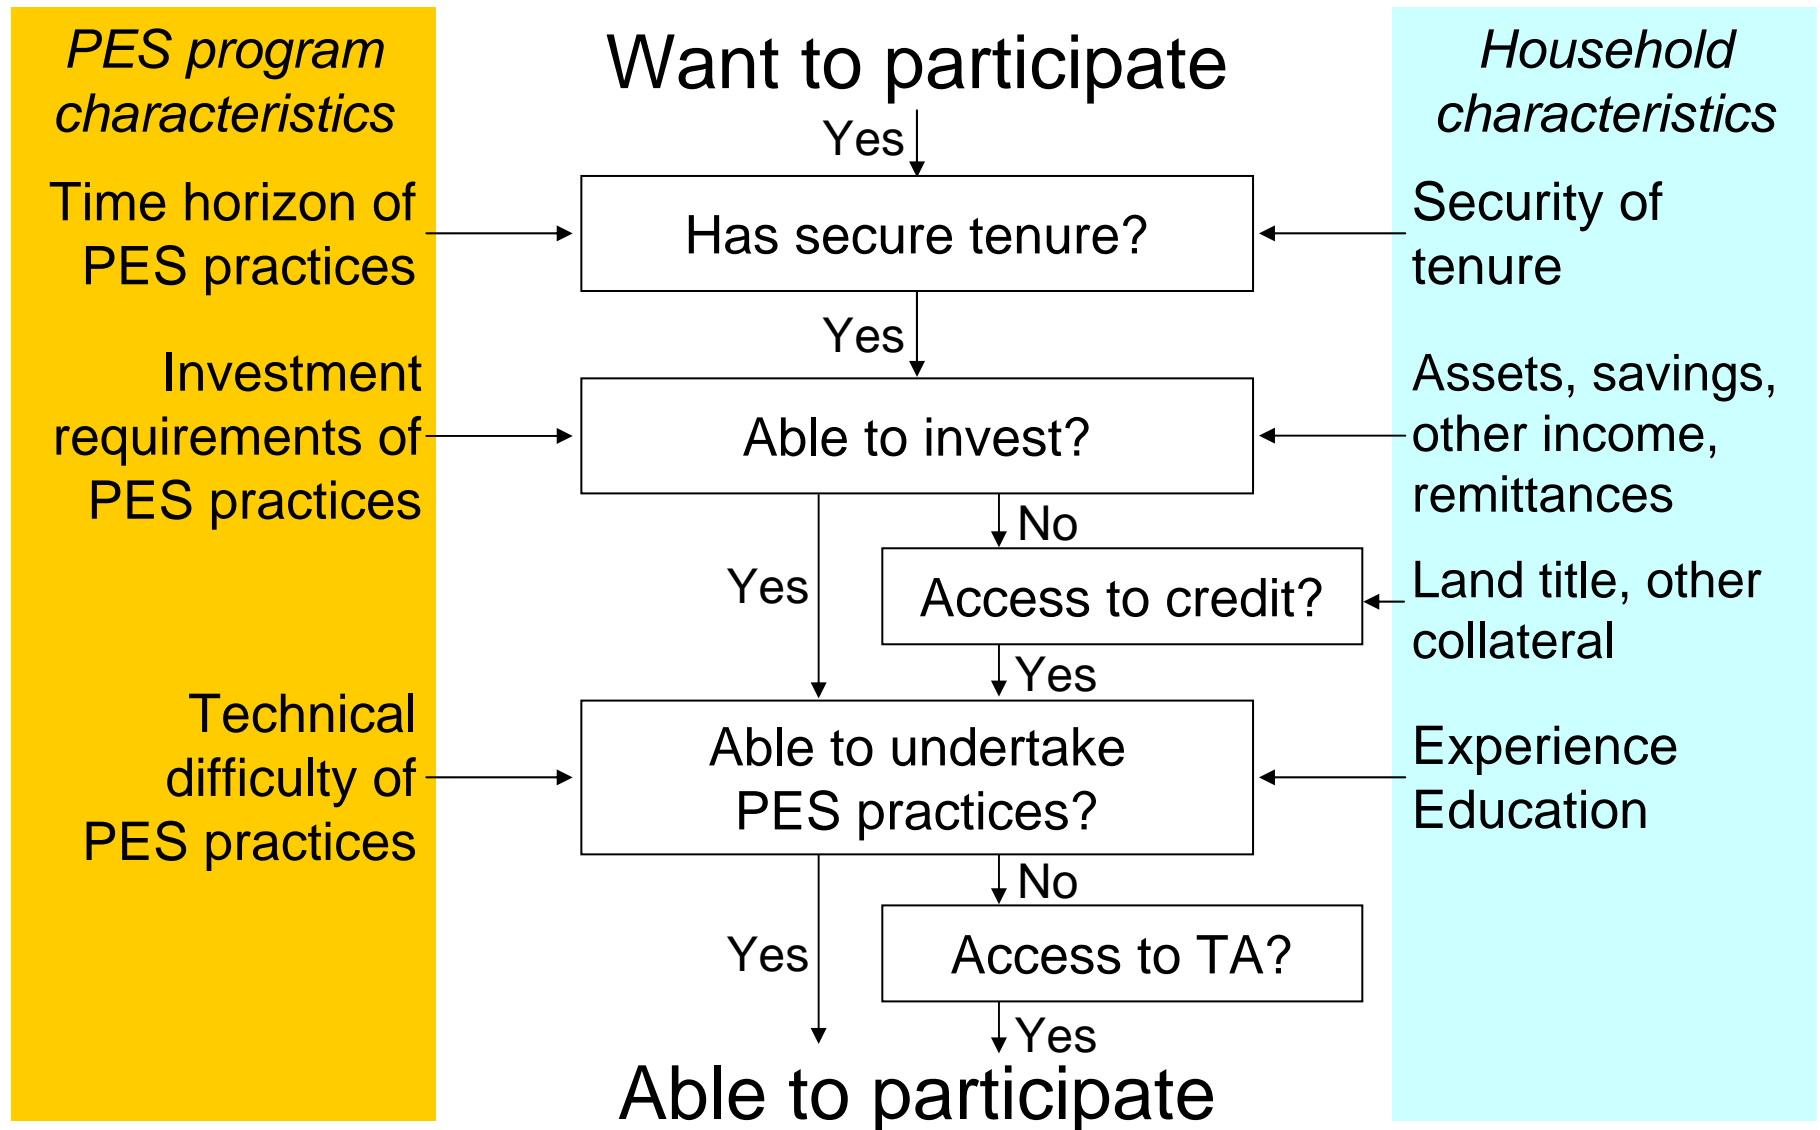 PES program
characteristics
Time horizon of
PES practices
Investment
requirements of
PES practices
Technical
difficulty of
PES practices
Want to participate
Yes
Has secure tenure?
Yes
Able to invest?
No
Yes
Access to credit?
Yes
Able to undertake
PES practices?
No
Yes
Access to TA?
Yes
Able to participate
Household
characteristics
Security of
tenure
Assets, savings,
other income,
remittances
Land title, other
collateral
Experience
Education